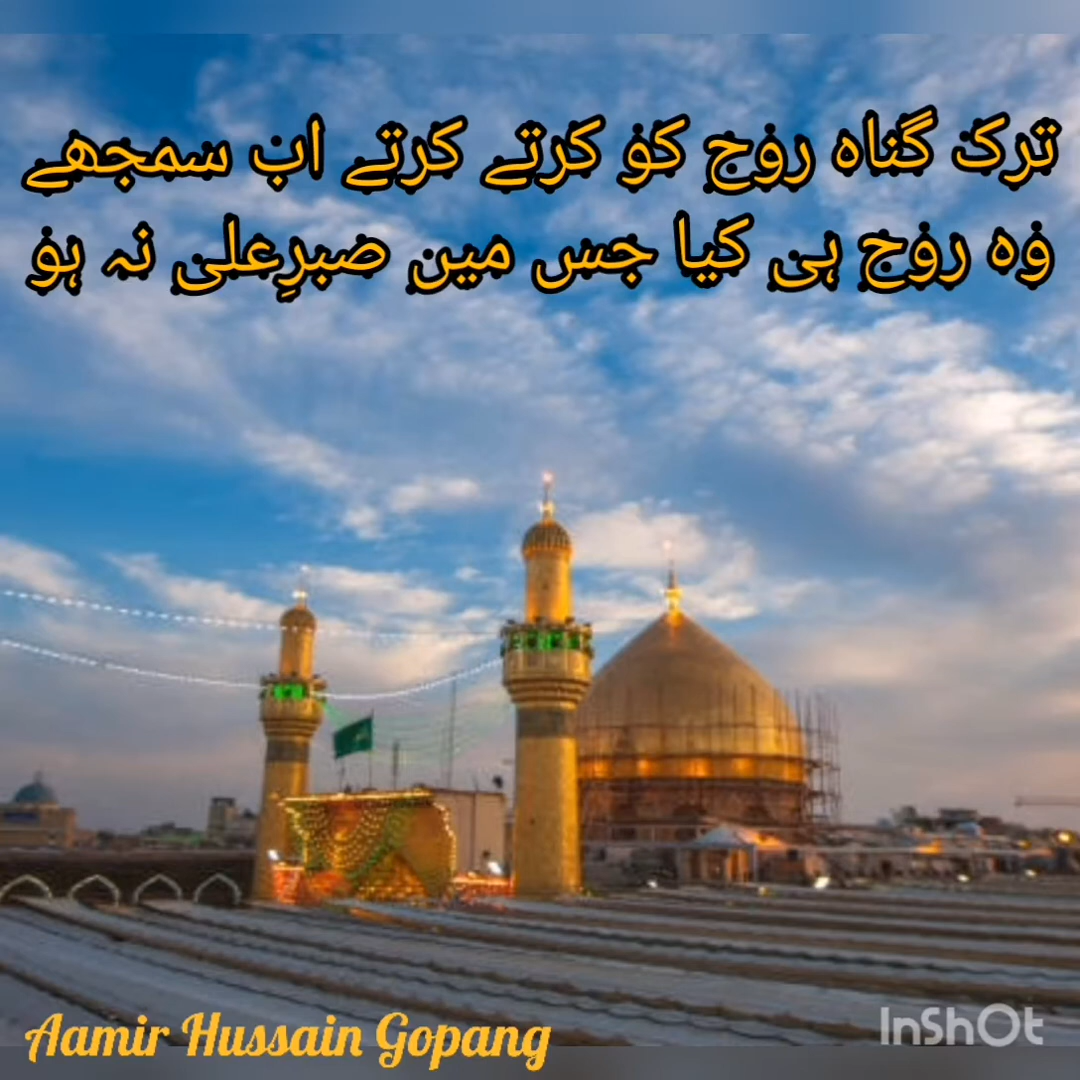 ترک گناہ روح کو کرتے کرتے اب سمجھے
وہ روح ہی کیا جس میں صبرِعلی نہ ہو
Aamir Hussain Gopang
InShOt